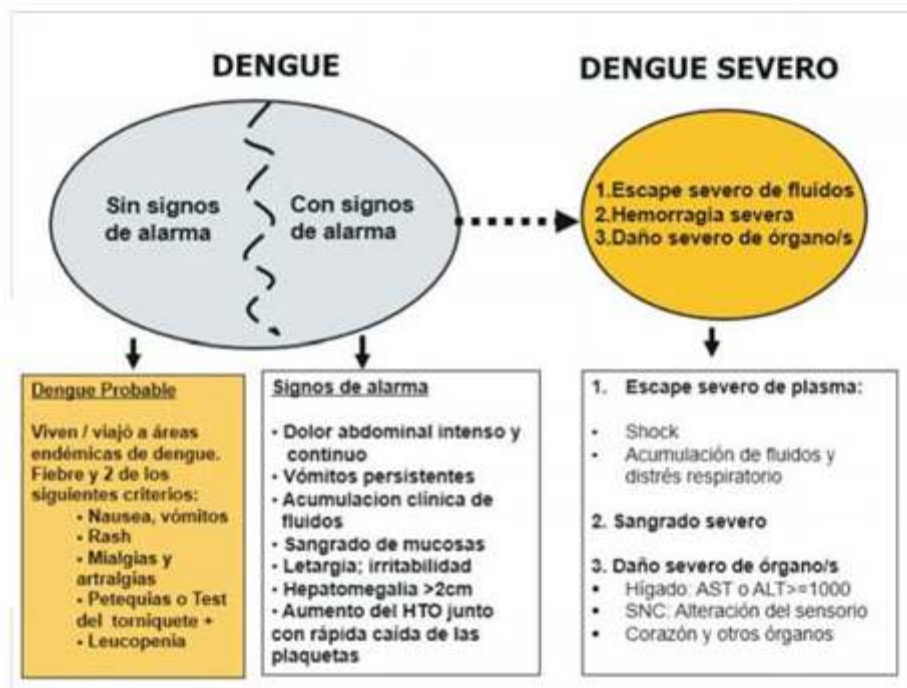 DENGUE
DENGUE SEVERO
Sin signos
de alarma
Con signos
de alarma
1.Escape severo de fluidos
2.Hemorragia severa
3.Daño severo de órgano/s
Dengue Probable
Viven / viajó a áreas
endémicas de dengue.
Fiebre y 2 de los
siguientes criterios:
• Nausea, vómitos
• Rash
• Mialgias y
artralgias
• Petequias o Test
del torniquete +
• Leucopenia
Signos de alarma
• Dolor abdominal intenso y
continuo
• Vómitos persistentes
• Acumulacion clínica de
fluidos
• Sangrado de mucosas
• Letargia; irritabilidad
• Hepatomegalia >2cm
• Aumento del HTO junto
con rápida caída de las
plaquetas
1. Escape severo de plasma:
• Shock
• Acumulación de fluidos y
distrés respiratorio
2. Sangrado severo
3. Daño severo de órgano/s
• Hígado: AST o ALT>=1000
• SNC: Alteración del sensorio
• Corazón y otros órganos